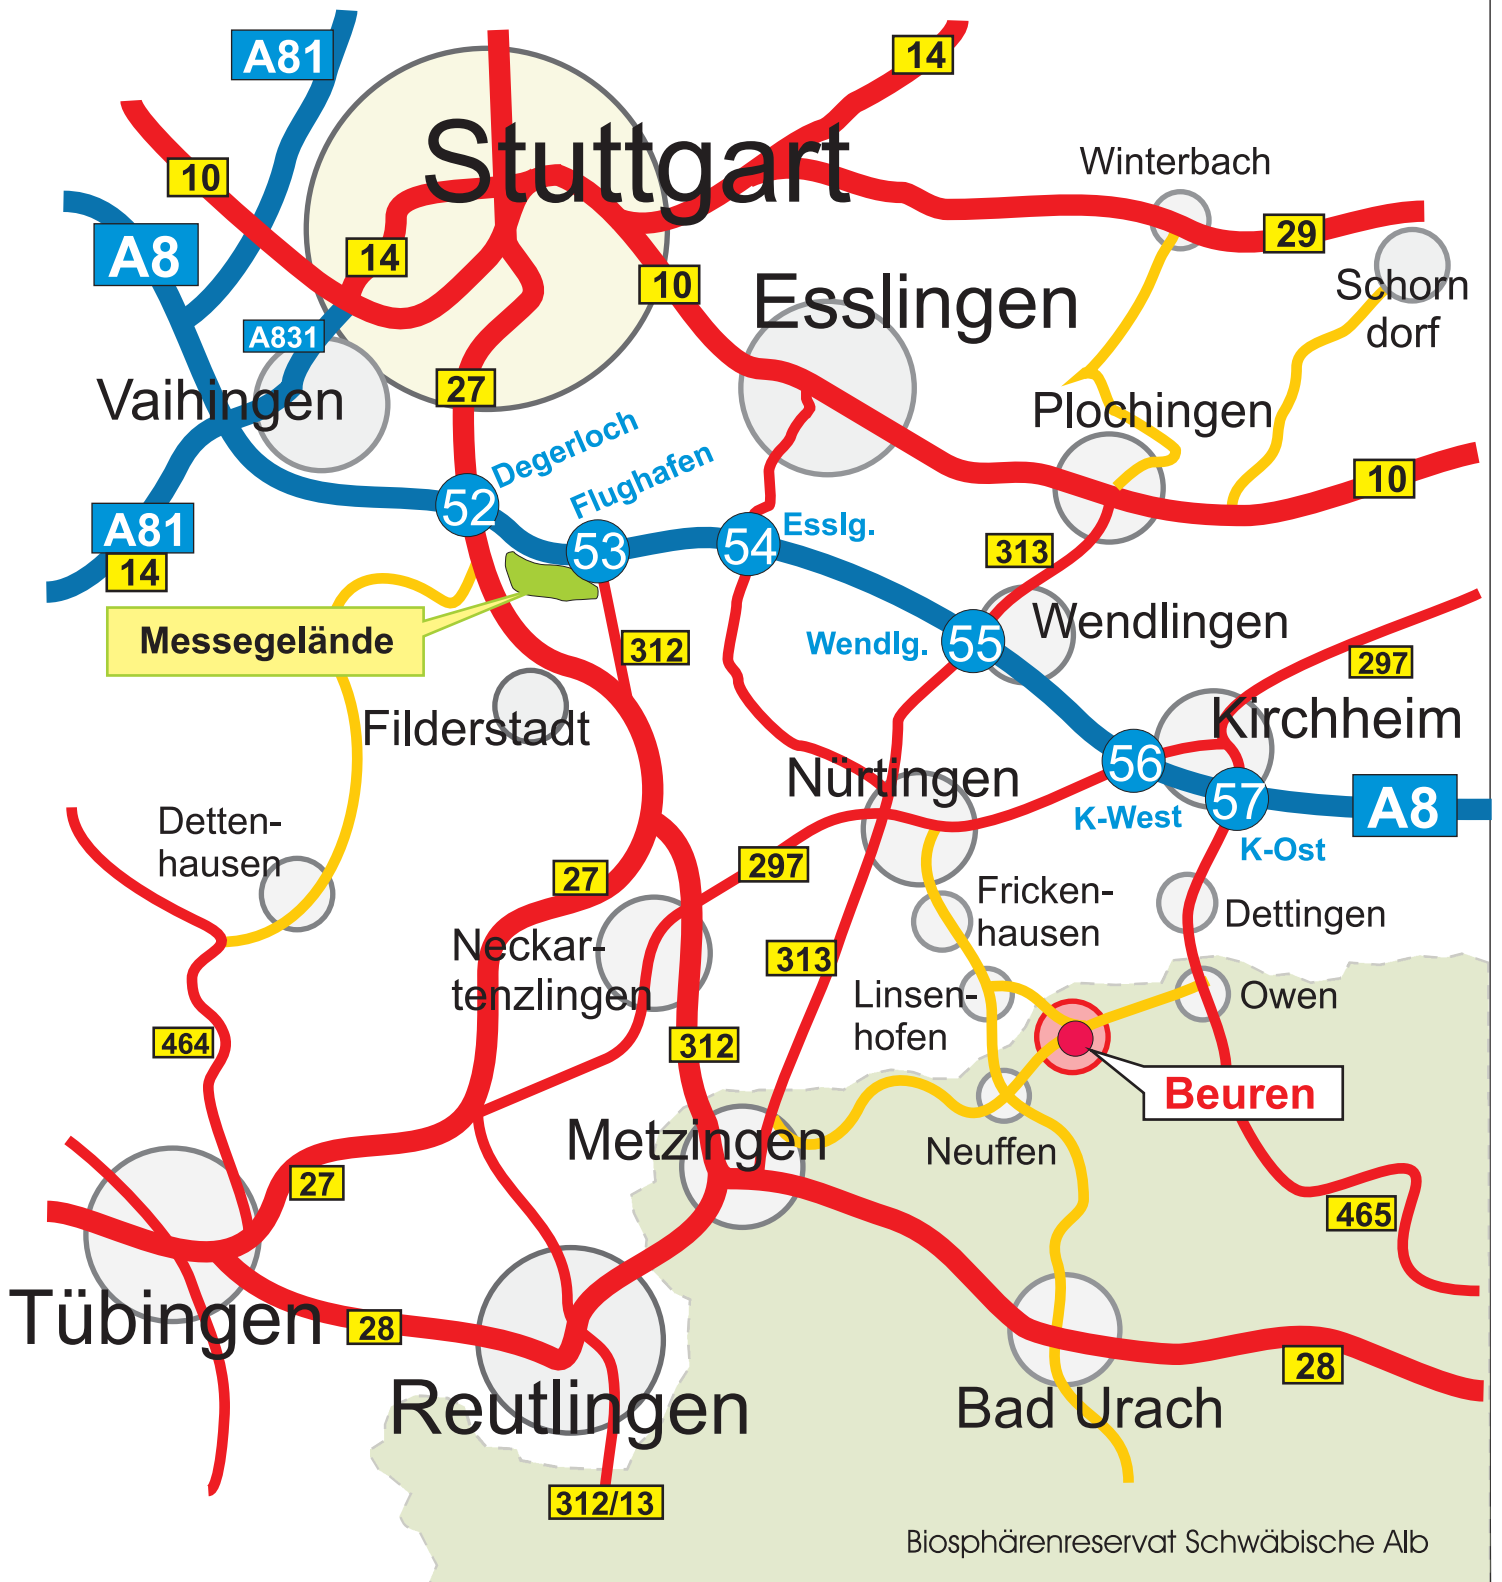 A81
14
Stuttgart
Winterbach
10
A8
14
29
10
Schorn
dorf
Esslingen
A831
Vaihingen
27
Plochingen
Degerloch
Flughafen
10
A81
14
52
53
54
Esslg.
313
Messegelände
312
Wendlg.
55
Wendlingen
297
Filderstadt
Kirchheim
56
57
Nürtingen
A8
K-West
K-Ost
Detten-
hausen
27
297
Fricken-
hausen
Dettingen
Neckar-
tenzlingen
313
Linsen-
hofen
Owen
464
312
Beuren
Metzingen
Neuffen
27
465
Tübingen
28
28
Reutlingen
Bad Urach
312/13
Biosphärenreservat Schwäbische Alb